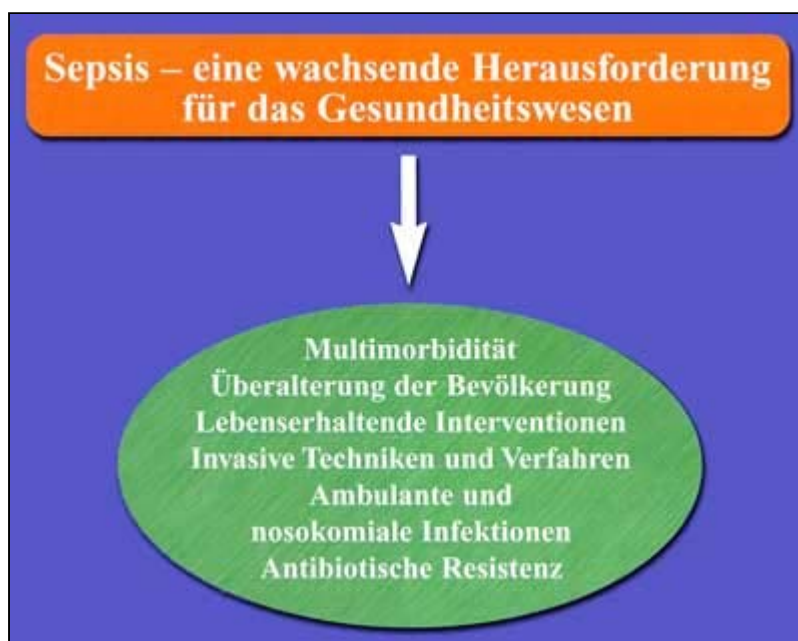 Sepsis – eine wachsende Herausforderung
für das Gesundheitswesen
Multimorbidität
Überalterung der Bevölkerung
Lebenserhaltende Interventionen
Invasive Techniken und Verfahren
Ambulante und
nosokomiale Infektionen
Antibiotische Resistenz